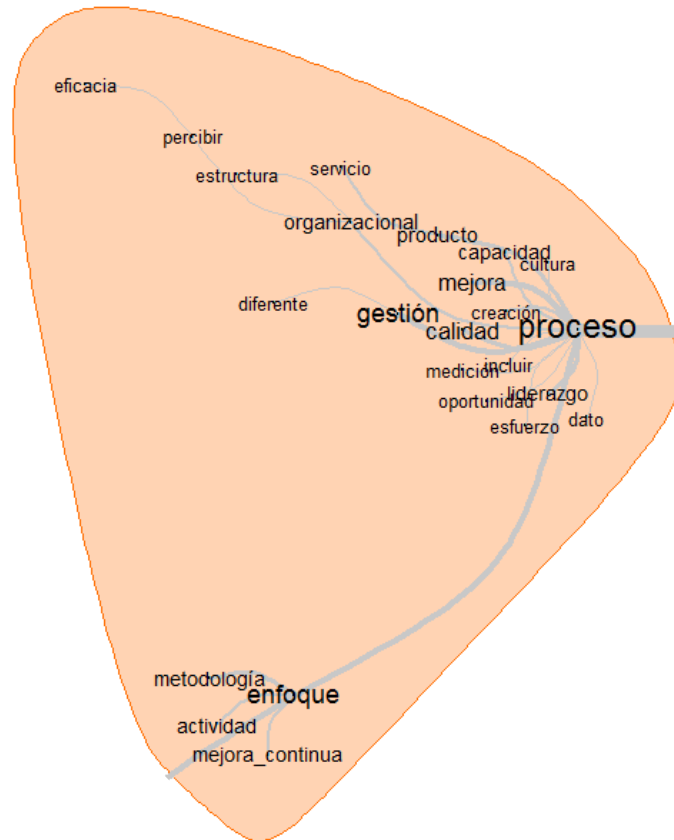 eficacia
percibir
servicio
estructura
organizacional
producto
capacidad
cultura
mejora
diferente
gestión
creación
calidad
proceso
incluir
medición
liderazgo
oportunidad
dato
esfuerzo
metodología
enfoque
actividad
mejora_continua